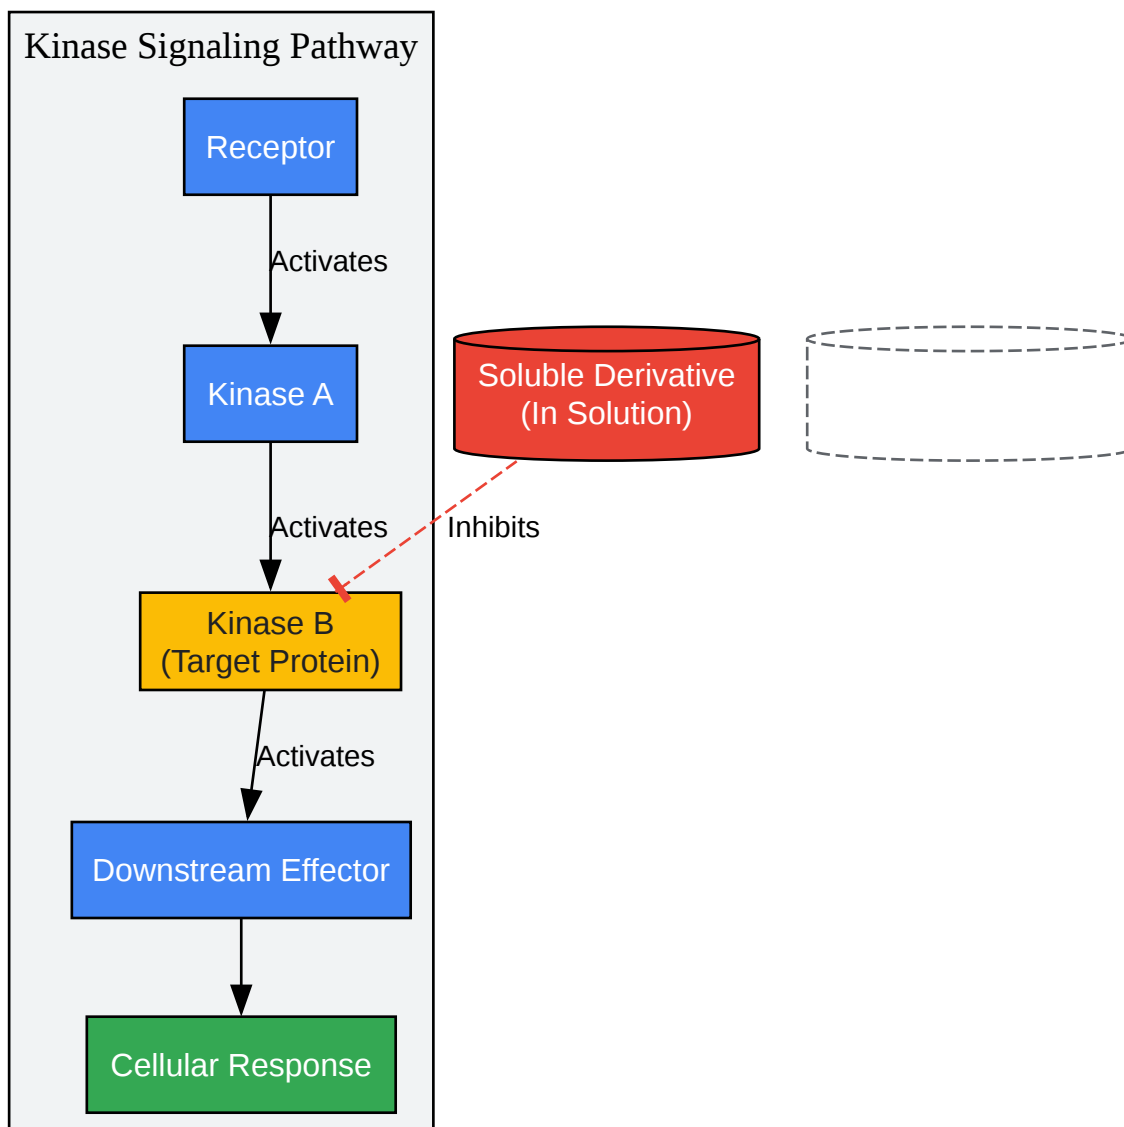 Kinase Signaling Pathway
Receptor
Activates
Kinase A
Soluble Derivative
(In Solution)
Activates
Inhibits
Kinase B
(Target Protein)
Activates
Downstream Effector
Cellular Response